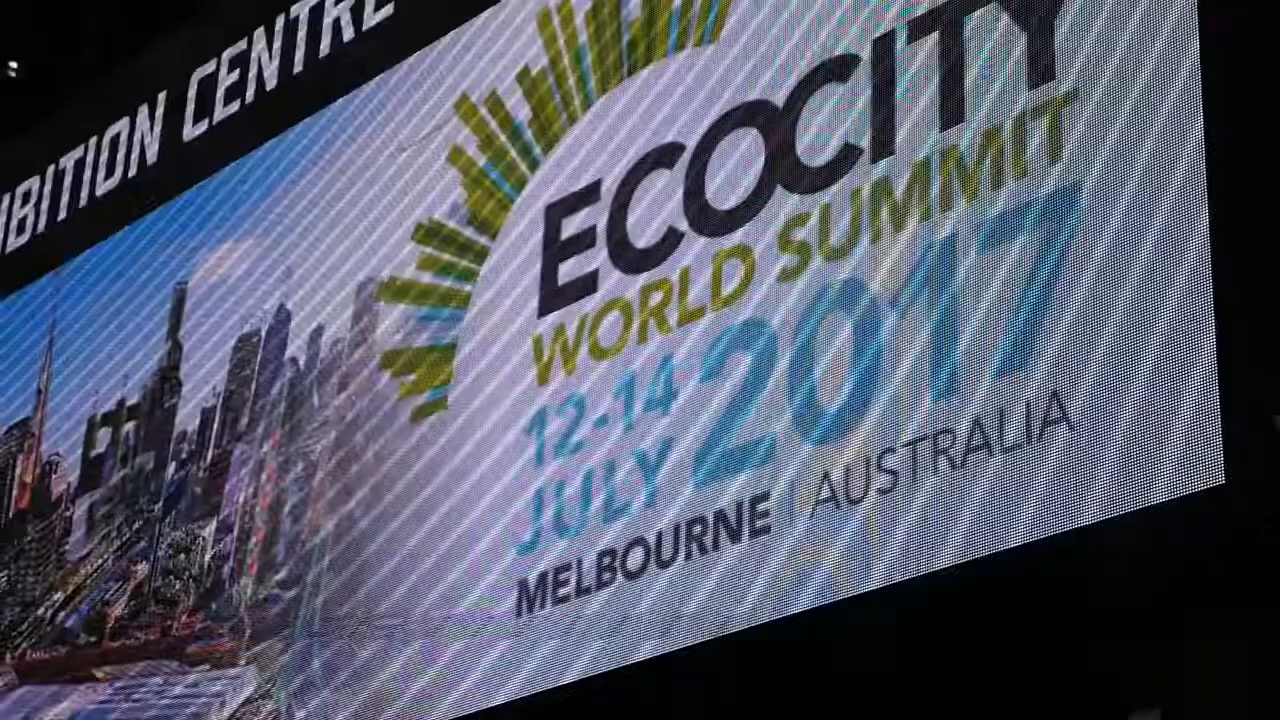 IBITION CENTRE
ECOCITY
WORLD SUMMIT
12-14
JULY 2017
MELBOURNE | AUSTRALIA